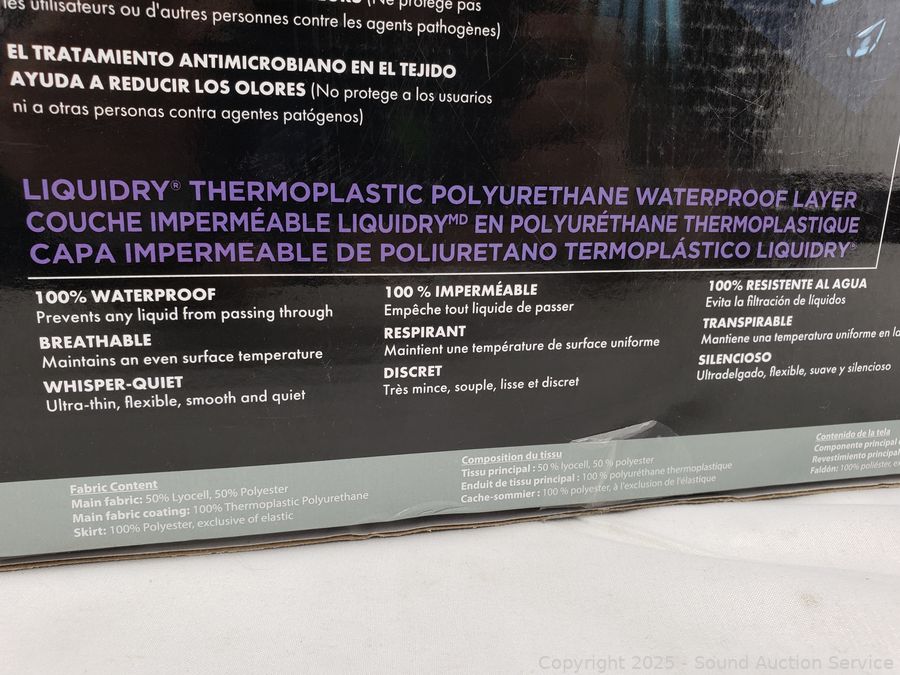 (Ne protège pas
les utilisateurs ou d'autres personnes contre les agents pathogènes)
EL TRATAMIENTO ANTIMICROBIANO EN EL TEJIDO
AYUDA A REDUCIR LOS OLORES (No protege a los usuarios
ni a otras personas contra agentes patógenos)
LIQUIDRY® THERMOPLASTIC POLYURETHANE WATERPROOF LAYER
COUCHE IMPERMÉABLE LIQUIDRYMD EN POLYURÉTHANE THERMOPLASTIQUE
CAPA IMPERMEABLE DE POLIURETANO TERMOPLÁSTICO LIQUIDRY®
100% WATERPROOF
Prevents any liquid from passing through
BREATHABLE
Maintains an even surface temperature
WHISPER-QUIET
Ultra-thin, flexible, smooth and quiet
100 % IMPERMÉABLE
Empêche tout liquide de passer
RESPIRANT
Maintient une température de surface uniforme
DISCRET
Très mince, souple, lisse et discret
100% RESISTENTE AL AGUA
Evita la filtración de líquidos
TRANSPIRABLE
Mantiene una temperatura uniforme en la
SILENCIOSO
Ultradelgado, flexible, suave y silencioso
Fabric Content
Main fabric: 50% Lyocell, 50% Polyester
Main fabric coating: 100% Thermoplastic Polyurethane
Skirt: 100% Polyester, exclusive of elastic
Composition du tissu
Tissu principal : 50 % lyocell, 50 % polyester
Enduit de tissu principal : 100 % polyuréthane thermoplastique
Cache-sommier : 100 % polyester, à l'exclusion de l'élastique
Contenido de la tela
Componente principal
Revestimiento principal
Faldón: 100% poliéster,
Copyright 2025 - Sound Auction Service